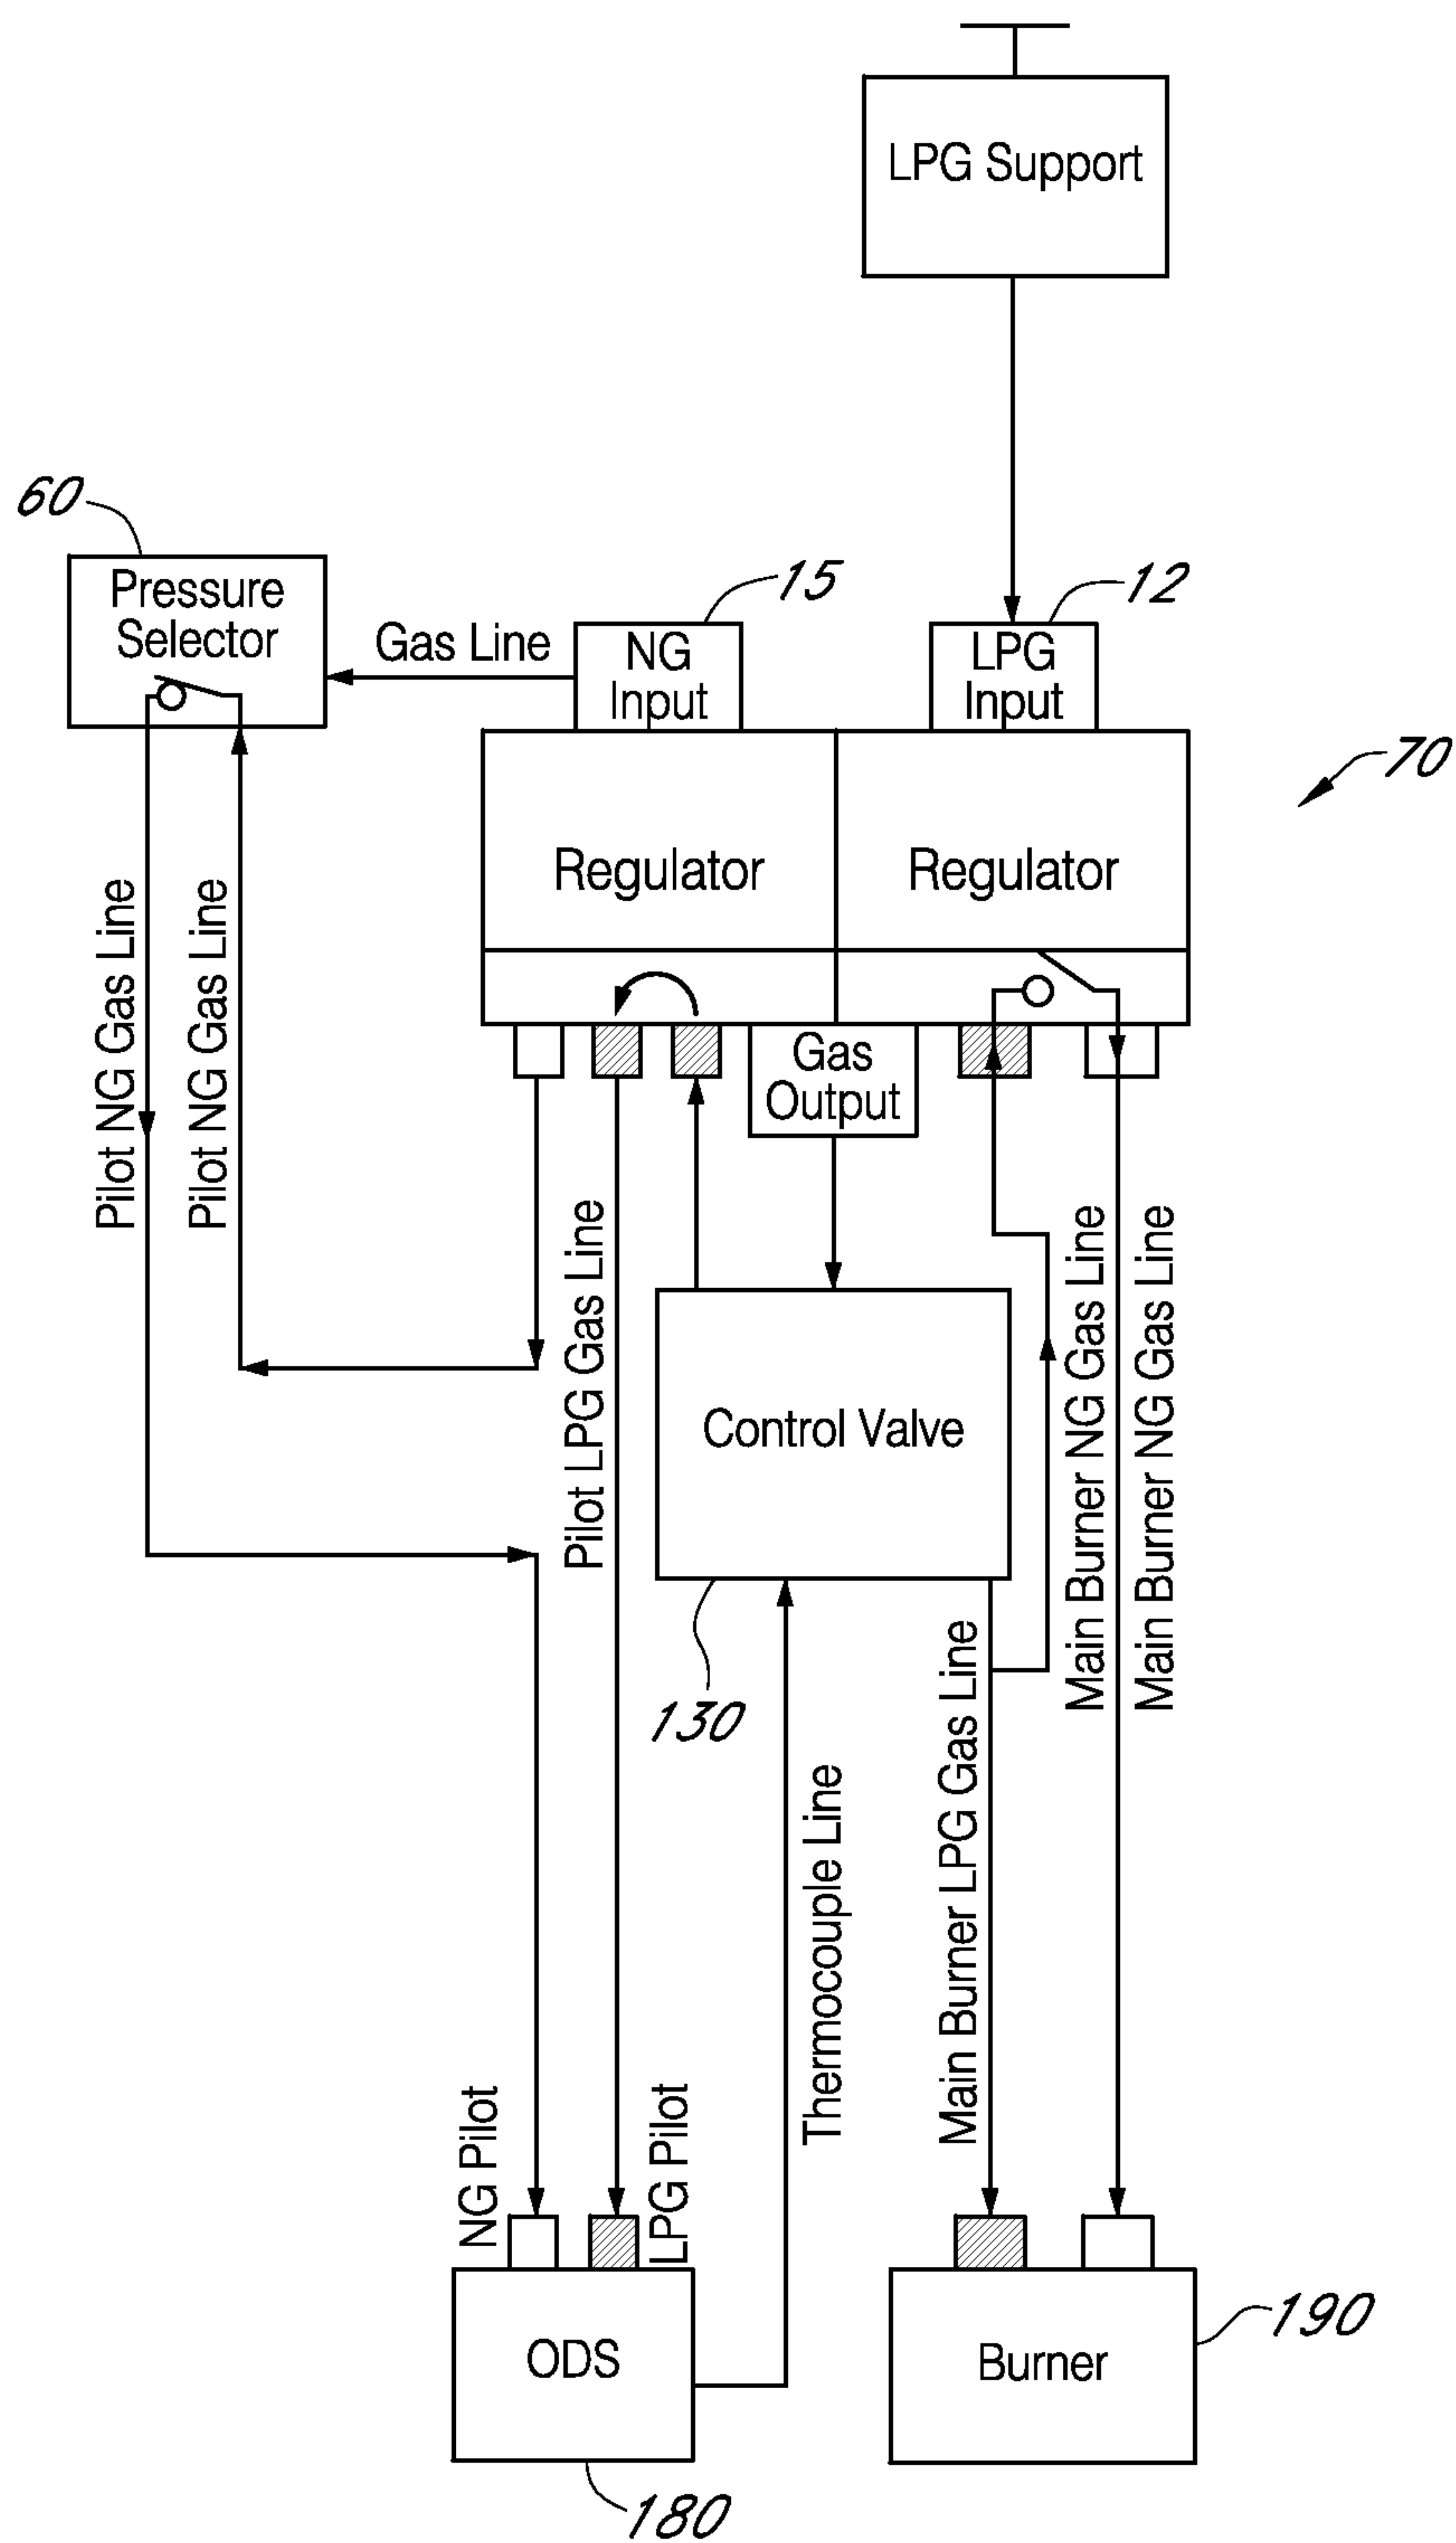 LPG Support
60
Pressure
Selector
Gas Line
15
NG
Input
12
LPG
Input
70
Regulator
Regulator
Pilot NG Gas Line
Pilot NG Gas Line
Gas
Output
Pilot LPG Gas Line
Main Burner NG Gas Line
Main Burner NG Gas Line
Control Valve
130
Main Burner LPG Gas Line
Thermocouple Line
NG Pilot
LPG Pilot
ODS
180
Burner
190